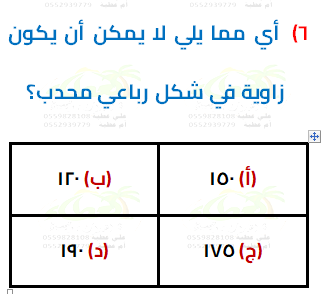 ٦) أي مما يلي لا يمكن أن يكون
زاوية في شكل رباعي محدب؟
(أ) ١٥٠
(ب) ١٢٠
(ج) ١٧٥
(د) ١٩٠